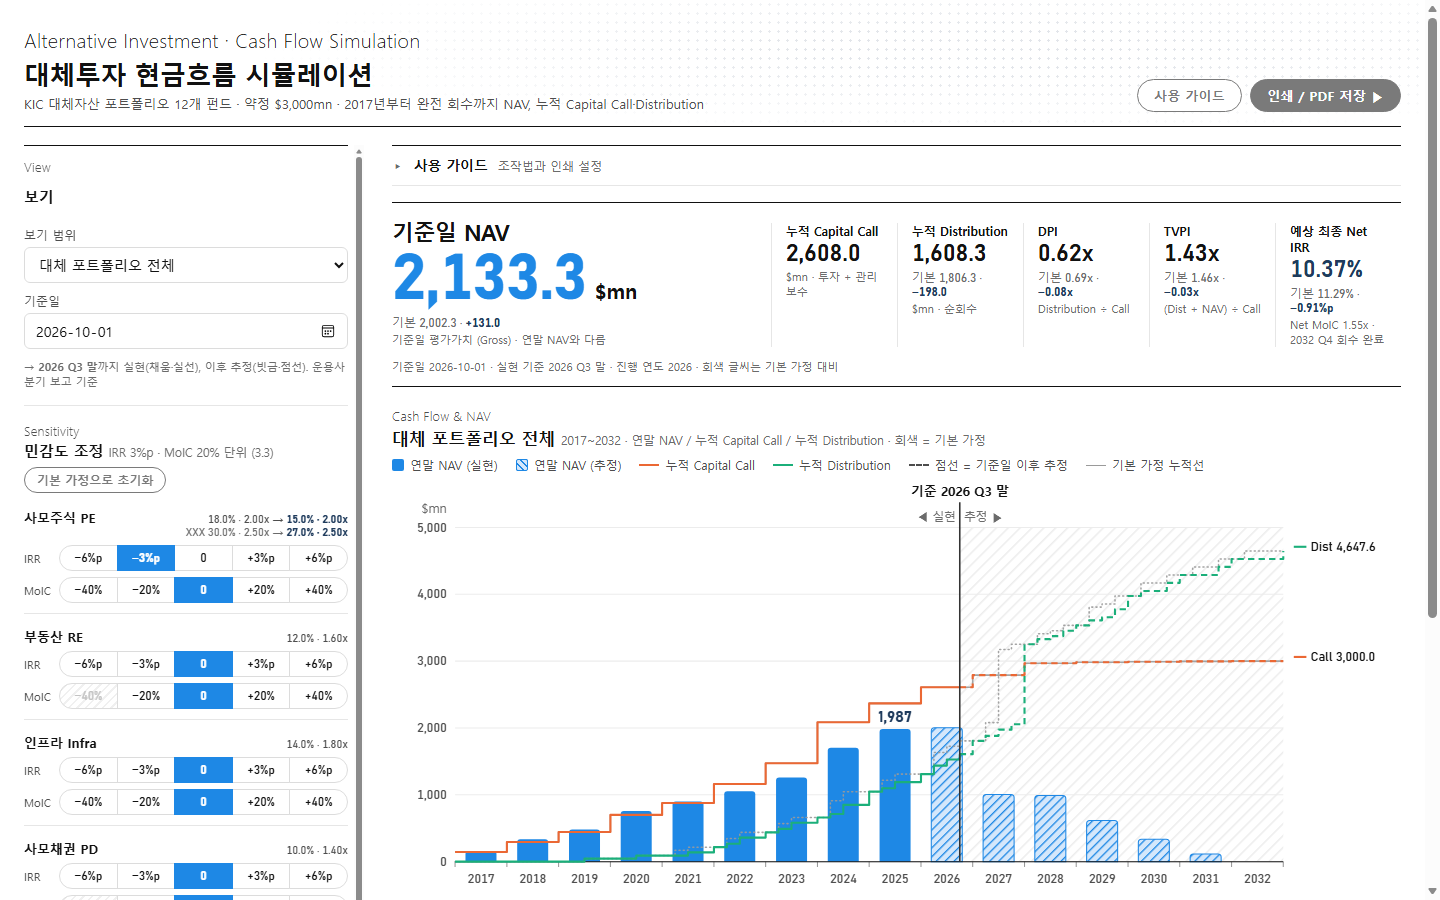 Alternative Investment · Cash Flow Simulation
대체투자 현금흐름 시뮬레이션
KIC 대체자산 포트폴리오 12개 펀드 · 약정 $3,000mn · 2017년부터 완전 회수까지 NAV, 누적 Capital Call·Distribution
사용 가이드
인쇄 / PDF 저장 ▶
View
보기
보기 범위
대체 포트폴리오 전체
기준일
2026-10-01
→ 2026 Q3 말까지 실현(채움·실선), 이후 추정(빗금·점선). 운용사
분기 보고 기준
Sensitivity
민감도 조정 IRR 3%p · MoIC 20% 단위 (3.3)
기본 가정으로 초기화
사모주식 PE
18.0% · 2.00x → 15.0% · 2.00x
XXX 30.0% · 2.50x → 27.0% · 2.50x
IRR −6%p −3%p 0 +3%p +6%p
MoIC −40% −20% 0 +20% +40%
부동산 RE 12.0% · 1.60x
IRR −6%p −3%p 0 +3%p +6%p
MoIC −40% −20% 0 +20% +40%
인프라 Infra 14.0% · 1.80x
IRR −6%p −3%p 0 +3%p +6%p
MoIC −40% −20% 0 +20% +40%
사모채권 PD 10.0% · 1.40x
IRR −6%p −3%p 0 +3%p +6%p
▸ 사용 가이드 조작법과 인쇄 설정
기준일 NAV
2,133.3 $mn
기본 2,002.3 · +131.0
기준일 평가가치 (Gross) · 연말 NAV와 다름
누적 Capital Call
2,608.0
$mn · 투자 + 관리
보수
누적 Distribution
1,608.3
기본 1,806.3 ·
−198.0
$mn · 순회수
DPI
0.62x
기본 0.69x ·
−0.08x
Distribution ÷ Call
TVPI
1.43x
기본 1.46x ·
−0.03x
(Dist + NAV) ÷ Call
예상 최종 Net
IRR
10.37%
기본 11.29% ·
−0.91%p
Net MoIC 1.55x ·
2032 Q4 회수 완료
기준일 2026-10-01 · 실현 기준 2026 Q3 말 · 진행 연도 2026 · 회색 글씨는 기본 가정 대비
Cash Flow & NAV
대체 포트폴리오 전체 2017~2032 · 연말 NAV / 누적 Capital Call / 누적 Distribution · 회색 = 기본 가정
연말 NAV (실현) 연말 NAV (추정) 누적 Capital Call 누적 Distribution 점선 = 기준일 이후 추정 기본 가정 누적선
기준 2026 Q3 말
◀ 실현 추정 ▶
$mn
5,000
4,000
3,000
2,000
1,000
0
1,987
Dist 4,647.6
Call 3,000.0
2017 2018 2019 2020 2021 2022 2023 2024 2025 2026 2027 2028 2029 2030 2031 2032